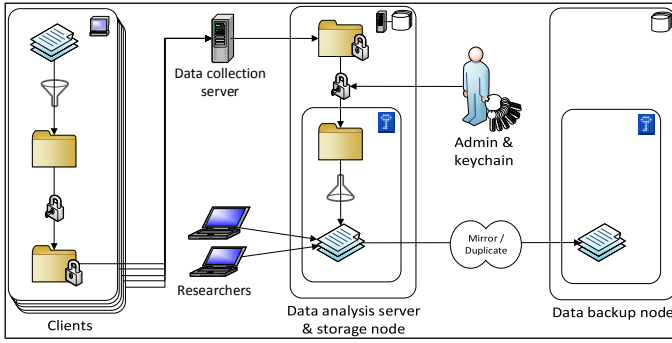 Data collection
server
Admin &
keychain
Mirror /
Duplicate
Researchers
Clients
Data analysis server
& storage node
Data backup node